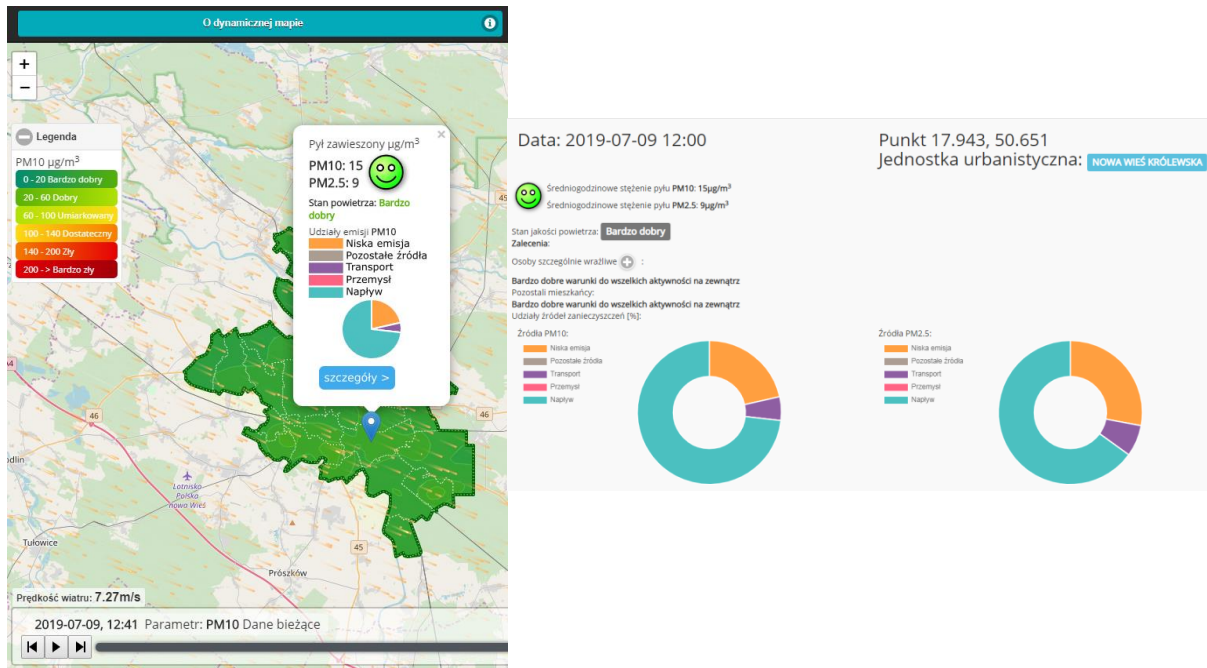 O dynamicznej mapie
+
−
Legenda
PM10 µg/m³
0 - 20 Bardzo dobry
20 - 60 Dobry
60 - 100 Umiarkowany
100 - 140 Dostateczny
140 - 200 Zły
200 - > Bardzo zły
×
Pył zawieszony µg/m³
PM10: 15
PM2.5: 9
Stan powietrza: Bardzo
dobry
Udziały emisji PM10
Niska emisja
Pozostałe źródła
Transport
Przemysł
Napływ
szczegóły >
45
46
46
Lotnisko
Polska
nowa Wieś
Tułowice
45
Prószków
Prędkość wiatru: 7.27m/s
2019-07-09, 12:41 Parametr: PM10 Dane bieżące
Data: 2019-07-09 12:00
Punkt 17.943, 50.651
Jednostka urbanistyczna: NOWA WIEŚ KRÓLEWSKA
Średniogodzinowe stężenie pyłu PM10: 15µg/m³
Średniogodzinowe stężenie pyłu PM2.5: 9µg/m³
Stan jakości powietrza: Bardzo dobry
Zalecenia:
Osoby szczególnie wrażliwe + :
Bardzo dobre warunki do wszelkich aktywności na zewnątrz
Pozostali mieszkańcy:
Bardzo dobre warunki do wszelkich aktywności na zewnątrz
Udziały źródeł zanieczyszczeń [%]:
Źródła PM10:
Niska emisja
Pozostałe źródła
Transport
Przemysł
Napływ
Źródła PM2.5:
Niska emisja
Pozostałe źródła
Transport
Przemysł
Napływ